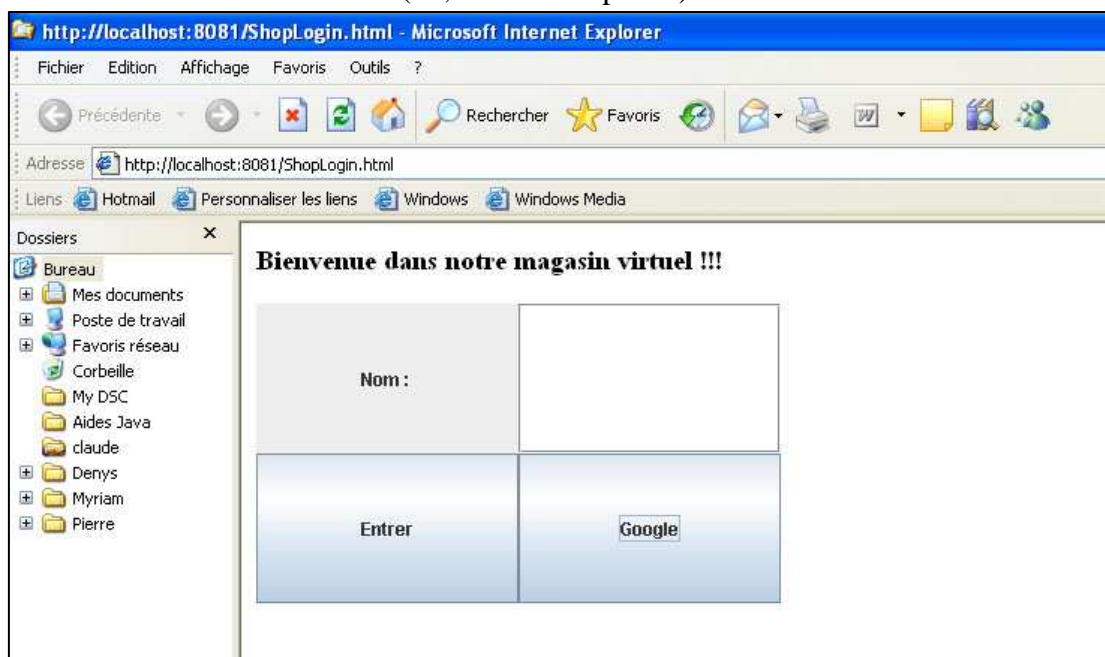 http://localhost:8081/ShopLogin.html - Microsoft Internet Explorer
Fichier Edition Affichage Favoris Outils ?
Précédente Rechercher Favoris
Adresse http://localhost:8081/ShopLogin.html
Liens Hotmail Personnaliser les liens Windows Windows Media
Dossiers
Bureau
Mes documents
Poste de travail
Favoris réseau
Corbeille
My DSC
Aides Java
claude
Denys
Myriam
Pierre
Bienvenue dans notre magasin virtuel !!!
Nom :
Entrer Google